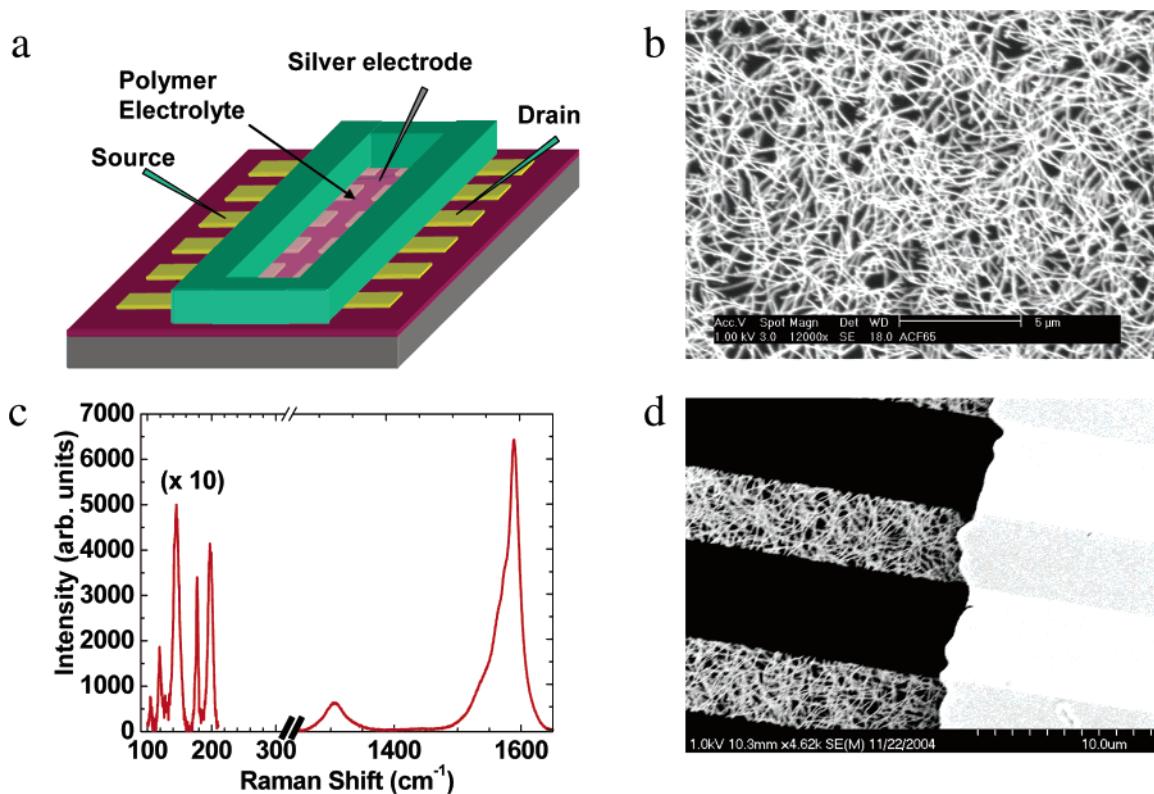 a
Silver electrode
Polymer
Electrolyte
Drain
Source
b
Acc.V Spot Magn Det WD 5 µm
1.00 kV 3.0 12000x SE 18.0 ACF65
c
7000
6000
5000
4000
3000
2000
1000
0
(x 10)
Intensity (arb. units)
100 200 300 1400 1600
Raman Shift (cm⁻¹)
d
1.0kV 10.3mm x4.62k SE(M) 11/22/2004 10.0um